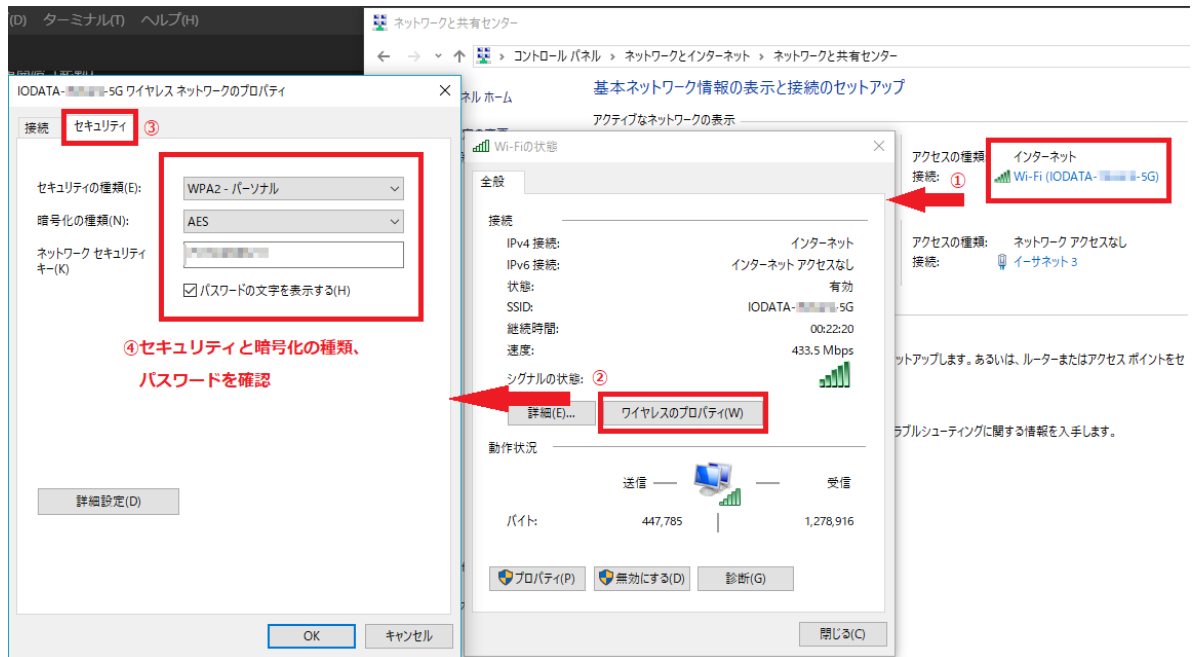 (D) ターミナル(T) ヘルプ(H)
ネットワークと共有センター
コントロール パネル › ネットワークとインターネット › ネットワークと共有センター
ネル ホーム
基本ネットワーク情報の表示と接続のセットアップ
アクティブなネットワークの表示
アクセスの種類: インターネット
接続: ① Wi-Fi (IODATA- -5G)
アクセスの種類: ネットワーク アクセスなし
接続: イーサネット 3
ットアップします。あるいは、ルーターまたはアクセス ポイントをセ
ラブルシューティングに関する情報を入手します。
IODATA- -5G ワイヤレス ネットワークのプロパティ
接続 セキュリティ ③
セキュリティの種類(E): WPA2 - パーソナル
暗号化の種類(N): AES
ネットワーク セキュリティ
キー(K)
パスワードの文字を表示する(H)
④セキュリティと暗号化の種類、
パスワードを確認
詳細設定(D)
OK キャンセル
Wi-Fiの状態
全般
接続
IPv4 接続: インターネット
IPv6 接続: インターネット アクセスなし
状態: 有効
SSID: IODATA- -5G
継続時間: 00:22:20
速度: 433.5 Mbps
シグナルの状態: ②
詳細(E)... ワイヤレスのプロパティ(W)
動作状況
送信 受信
バイト: 447,785 1,278,916
プロパティ(P) 無効にする(D) 診断(G)
閉じる(C)